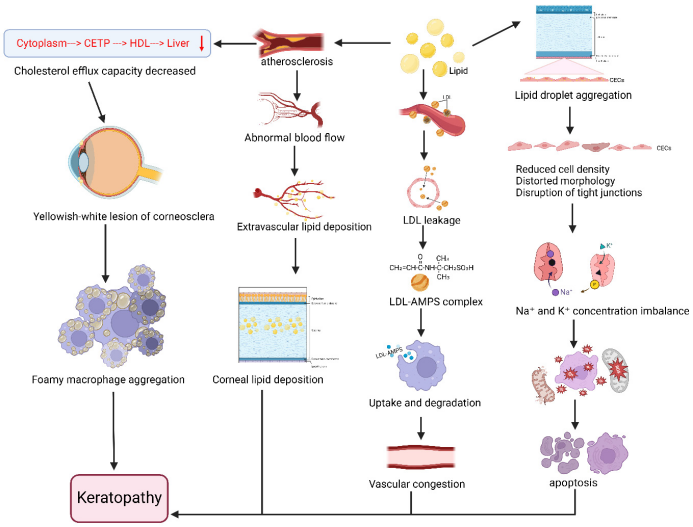 Cytoplasm---> CETP ---> HDL---> Liver
Cholesterol efflux capacity decreased
Yellowish-white lesion of corneosclera
Foamy macrophage aggregation
Keratopathy
atherosclerosis
Abnormal blood flow
Extravascular lipid deposition
Corneal lipid deposition
Lipid
LDL
LDL leakage
O CH₃
CH₂=CH-C-NH-C-CH₂SO₃H
CH₃
LDL-AMPS complex
LDL-AMPS
Uptake and degradation
Vascular congestion
CECs
Lipid droplet aggregation
CECs
Reduced cell density
Distorted morphology
Disruption of tight junctions
Na⁺
K⁺
Na⁺ and K⁺ concentration imbalance
apoptosis